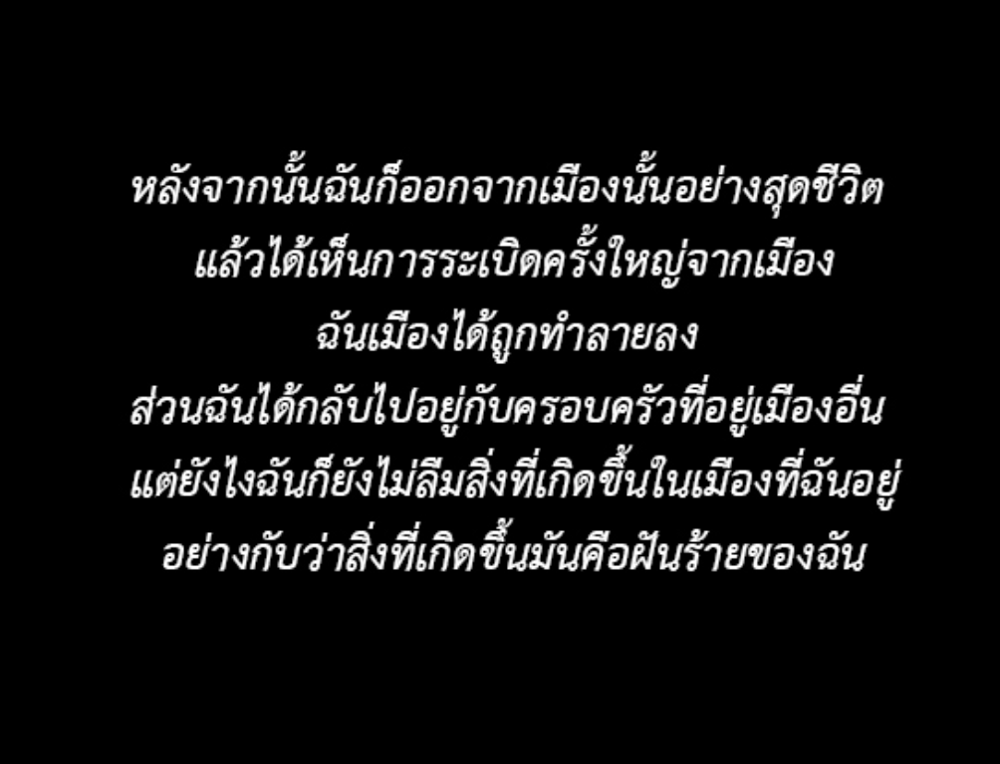 หลังจากนั้นฉันก็ออกจากเมืองนั้นอย่างสุดชีวิต
แล้วได้เห็นการระเบิดครั้งใหญ่จากเมือง
ฉันเมืองได้ถูกทำลายลง
ส่วนฉันได้กลับไปอยู่กับครอบครัวที่อยู่เมืองอื่น
แต่ยังไงฉันก็ยังไม่ลืมสิ่งที่เกิดขึ้นในเมืองที่ฉันอยู่
อย่างกับว่าสิ่งที่เกิดขึ้นมันคือฝันร้ายของฉัน